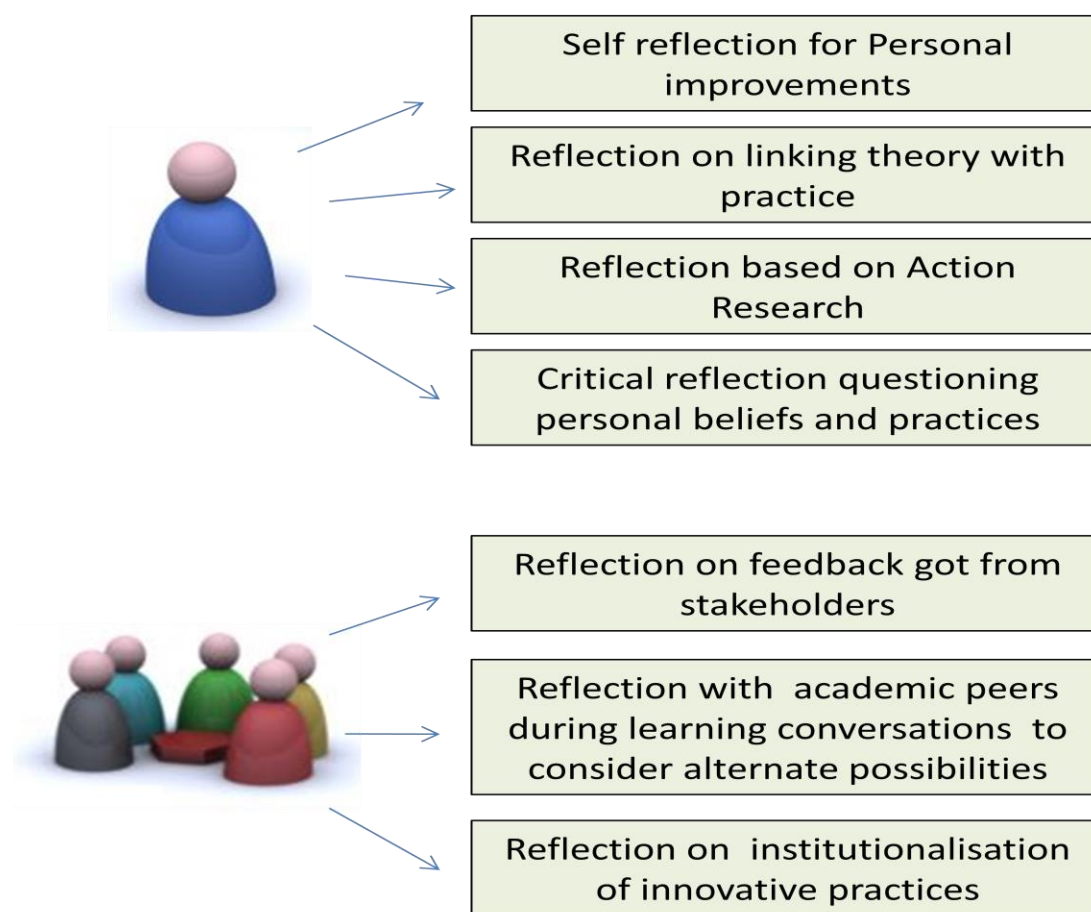 Self reflection for Personal
improvements
Reflection on linking theory with
practice
Reflection based on Action
Research
Critical reflection questioning
personal beliefs and practices
Reflection on feedback got from
stakeholders
Reflection with academic peers
during learning conversations to
consider alternate possibilities
Reflection on institutionalisation
of innovative practices